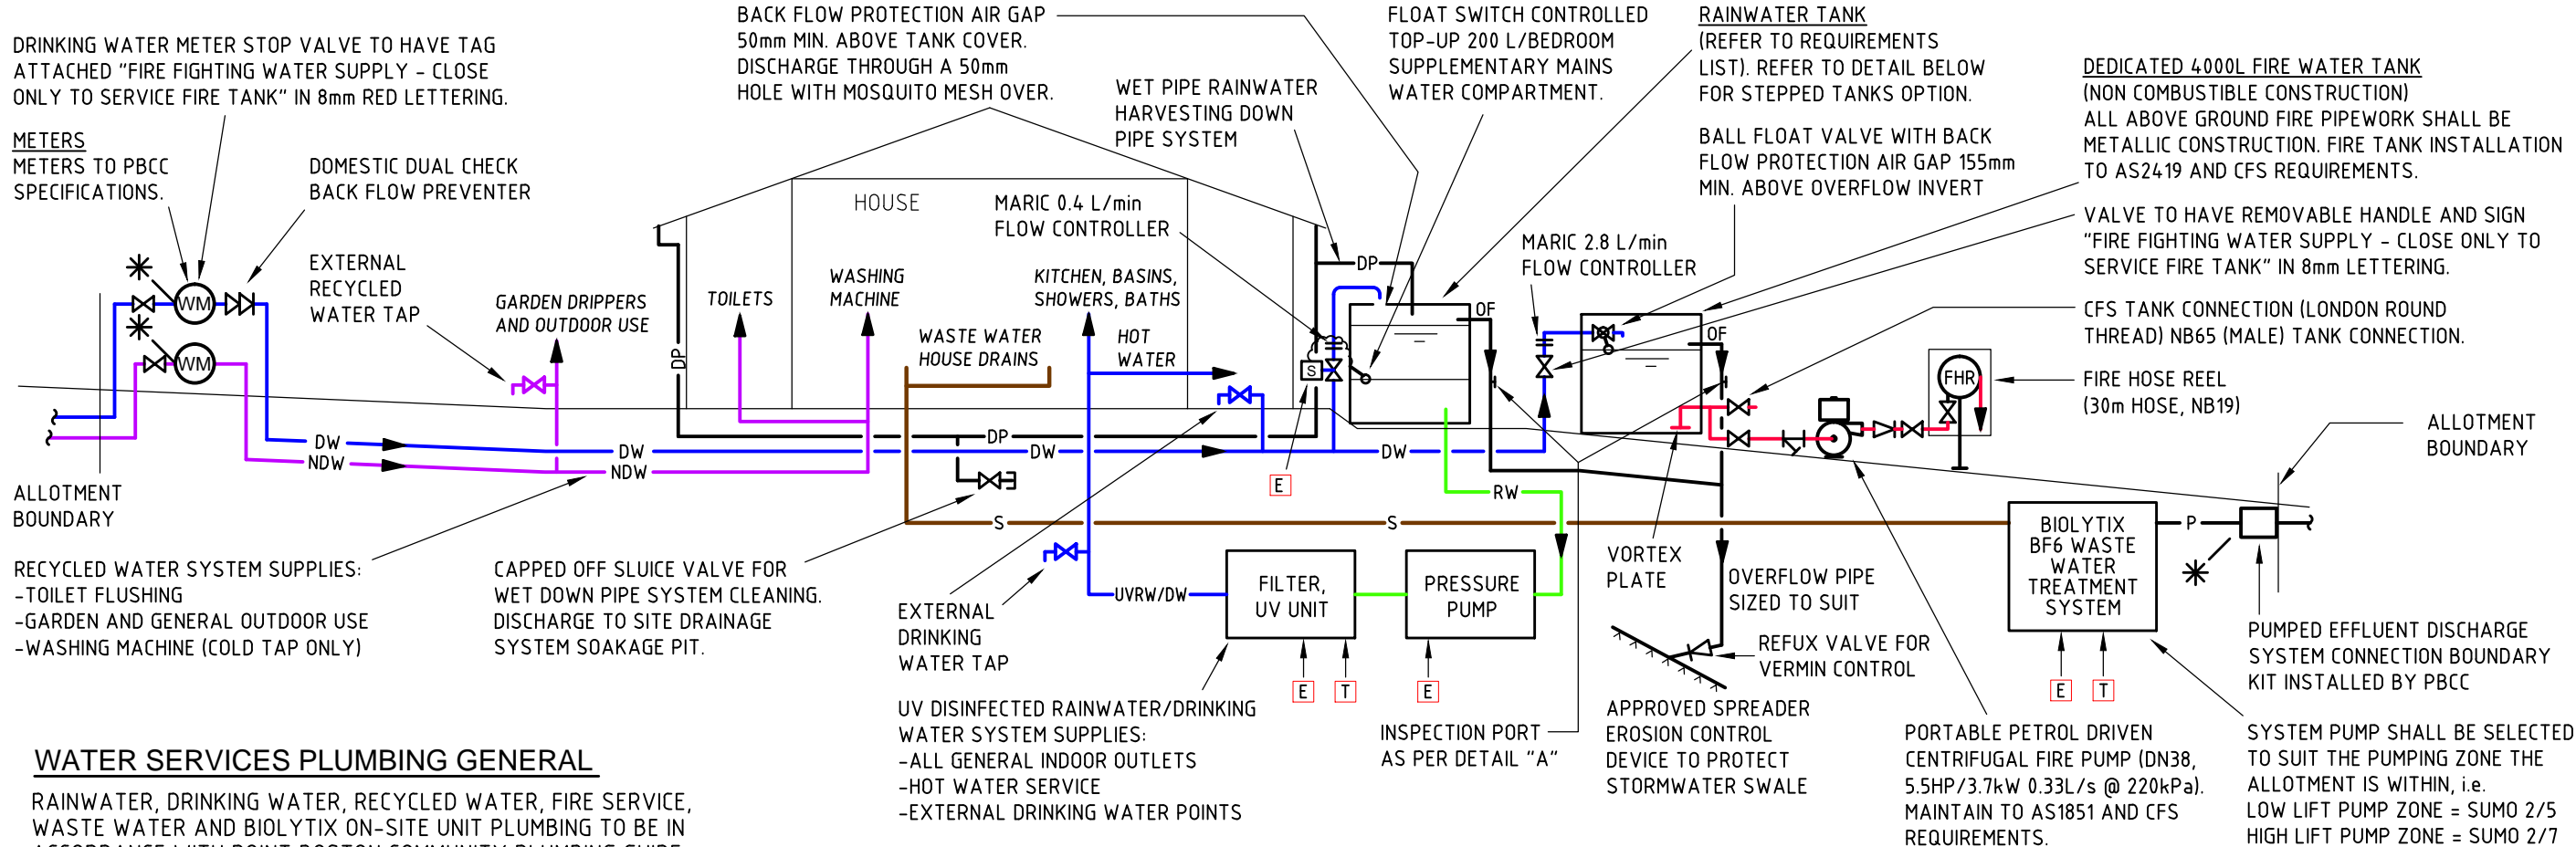 DRINKING WATER METER STOP VALVE TO HAVE TAG
ATTACHED "FIRE FIGHTING WATER SUPPLY - CLOSE
ONLY TO SERVICE FIRE TANK" IN 8mm RED LETTERING.
METERS
METERS TO PBCC
SPECIFICATIONS.
DOMESTIC DUAL CHECK
BACK FLOW PREVENTER
EXTERNAL
RECYCLED
WATER TAP
BACK FLOW PROTECTION AIR GAP
50mm MIN. ABOVE TANK COVER.
DISCHARGE THROUGH A 50mm
HOLE WITH MOSQUITO MESH OVER.
WET PIPE RAINWATER
HARVESTING DOWN
PIPE SYSTEM
FLOAT SWITCH CONTROLLED
TOP-UP 200 L/BEDROOM
SUPPLEMENTARY MAINS
WATER COMPARTMENT.
RAINWATER TANK
(REFER TO REQUIREMENTS
LIST). REFER TO DETAIL BELOW
FOR STEPPED TANKS OPTION.
BALL FLOAT VALVE WITH BACK
FLOW PROTECTION AIR GAP 155mm
MIN. ABOVE OVERFLOW INVERT
DEDICATED 4000L FIRE WATER TANK
(NON COMBUSTIBLE CONSTRUCTION)
ALL ABOVE GROUND FIRE PIPEWORK SHALL BE
METALLIC CONSTRUCTION. FIRE TANK INSTALLATION
TO AS2419 AND CFS REQUIREMENTS.
VALVE TO HAVE REMOVABLE HANDLE AND SIGN
"FIRE FIGHTING WATER SUPPLY - CLOSE ONLY TO
SERVICE FIRE TANK" IN 8mm LETTERING.
CFS TANK CONNECTION (LONDON ROUND
THREAD) NB65 (MALE) TANK CONNECTION.
FIRE HOSE REEL
(30m HOSE, NB19)
ALLOTMENT
BOUNDARY
HOUSE
MARIC 0.4 L/min
FLOW CONTROLLER
MARIC 2.8 L/min
FLOW CONTROLLER
GARDEN DRIPPERS
AND OUTDOOR USE
TOILETS
WASHING
MACHINE
KITCHEN, BASINS,
SHOWERS, BATHS
WASTE WATER
HOUSE DRAINS
HOT
WATER
WM
WM
DP
DP
OF
OF
S
FHR
DW
NDW
DW
NDW
DP
DW
DW
E
RW
S
S
P
ALLOTMENT
BOUNDARY
RECYCLED WATER SYSTEM SUPPLIES:
-TOILET FLUSHING
-GARDEN AND GENERAL OUTDOOR USE
-WASHING MACHINE (COLD TAP ONLY)
CAPPED OFF SLUICE VALVE FOR
WET DOWN PIPE SYSTEM CLEANING.
DISCHARGE TO SITE DRAINAGE
SYSTEM SOAKAGE PIT.
EXTERNAL
DRINKING
WATER TAP
UVRW/DW
FILTER,
UV UNIT
PRESSURE
PUMP
E
T
E
UV DISINFECTED RAINWATER/DRINKING
WATER SYSTEM SUPPLIES:
-ALL GENERAL INDOOR OUTLETS
-HOT WATER SERVICE
-EXTERNAL DRINKING WATER POINTS
INSPECTION PORT
AS PER DETAIL "A"
VORTEX
PLATE
OVERFLOW PIPE
SIZED TO SUIT
REFUX VALVE FOR
VERMIN CONTROL
APPROVED SPREADER
EROSION CONTROL
DEVICE TO PROTECT
STORMWATER SWALE
PORTABLE PETROL DRIVEN
CENTRIFUGAL FIRE PUMP (DN38,
5.5HP/3.7kW 0.33L/s @ 220kPa).
MAINTAIN TO AS1851 AND CFS
REQUIREMENTS.
BIOLYTIX
BF6 WASTE
WATER
TREATMENT
SYSTEM
E
T
PUMPED EFFLUENT DISCHARGE
SYSTEM CONNECTION BOUNDARY
KIT INSTALLED BY PBCC
SYSTEM PUMP SHALL BE SELECTED
TO SUIT THE PUMPING ZONE THE
ALLOTMENT IS WITHIN, i.e.
LOW LIFT PUMP ZONE = SUMO 2/5
HIGH LIFT PUMP ZONE = SUMO 2/7
WATER SERVICES PLUMBING GENERAL
RAINWATER, DRINKING WATER, RECYCLED WATER, FIRE SERVICE,
WASTE WATER AND BIOLYTIX ON-SITE UNIT PLUMBING TO BE IN
ACCORDANCE WITH POINT BOSTON COMMUNITY PLUMBING GUIDE